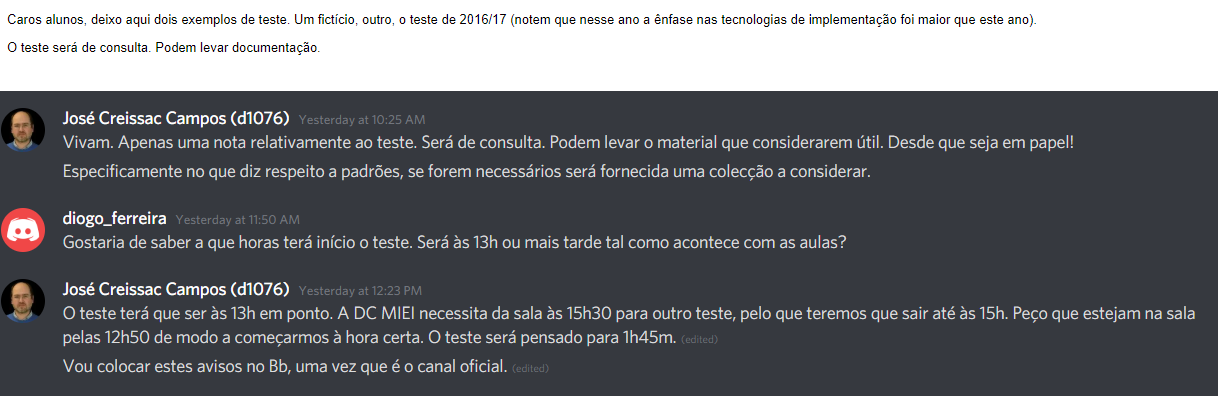 Caros alunos, deixo aqui dois exemplos de teste. Um fictício, outro, o teste de 2016/17 (notem que nesse ano a ênfase nas tecnologias de implementação foi maior que este ano).
O teste será de consulta. Podem levar documentação.
José Creissac Campos (d1076) Yesterday at 10:25 AM
Vivam. Apenas uma nota relativamente ao teste. Será de consulta. Podem levar o material que considerarem útil. Desde que seja em papel!
Especificamente no que diz respeito a padrões, se forem necessários será fornecida uma colecção a considerar.
diogo_ferreira Yesterday at 11:50 AM
Gostaria de saber a que horas terá início o teste. Será às 13h ou mais tarde tal como acontece com as aulas?
José Creissac Campos (d1076) Yesterday at 12:23 PM
O teste terá que ser às 13h em ponto. A DC MIEI necessita da sala às 15h30 para outro teste, pelo que teremos que sair até às 15h. Peço que estejam na sala
pelas 12h50 de modo a começarmos à hora certa. O teste será pensado para 1h45m. (edited)
Vou colocar estes avisos no Bb, uma vez que é o canal oficial. (edited)